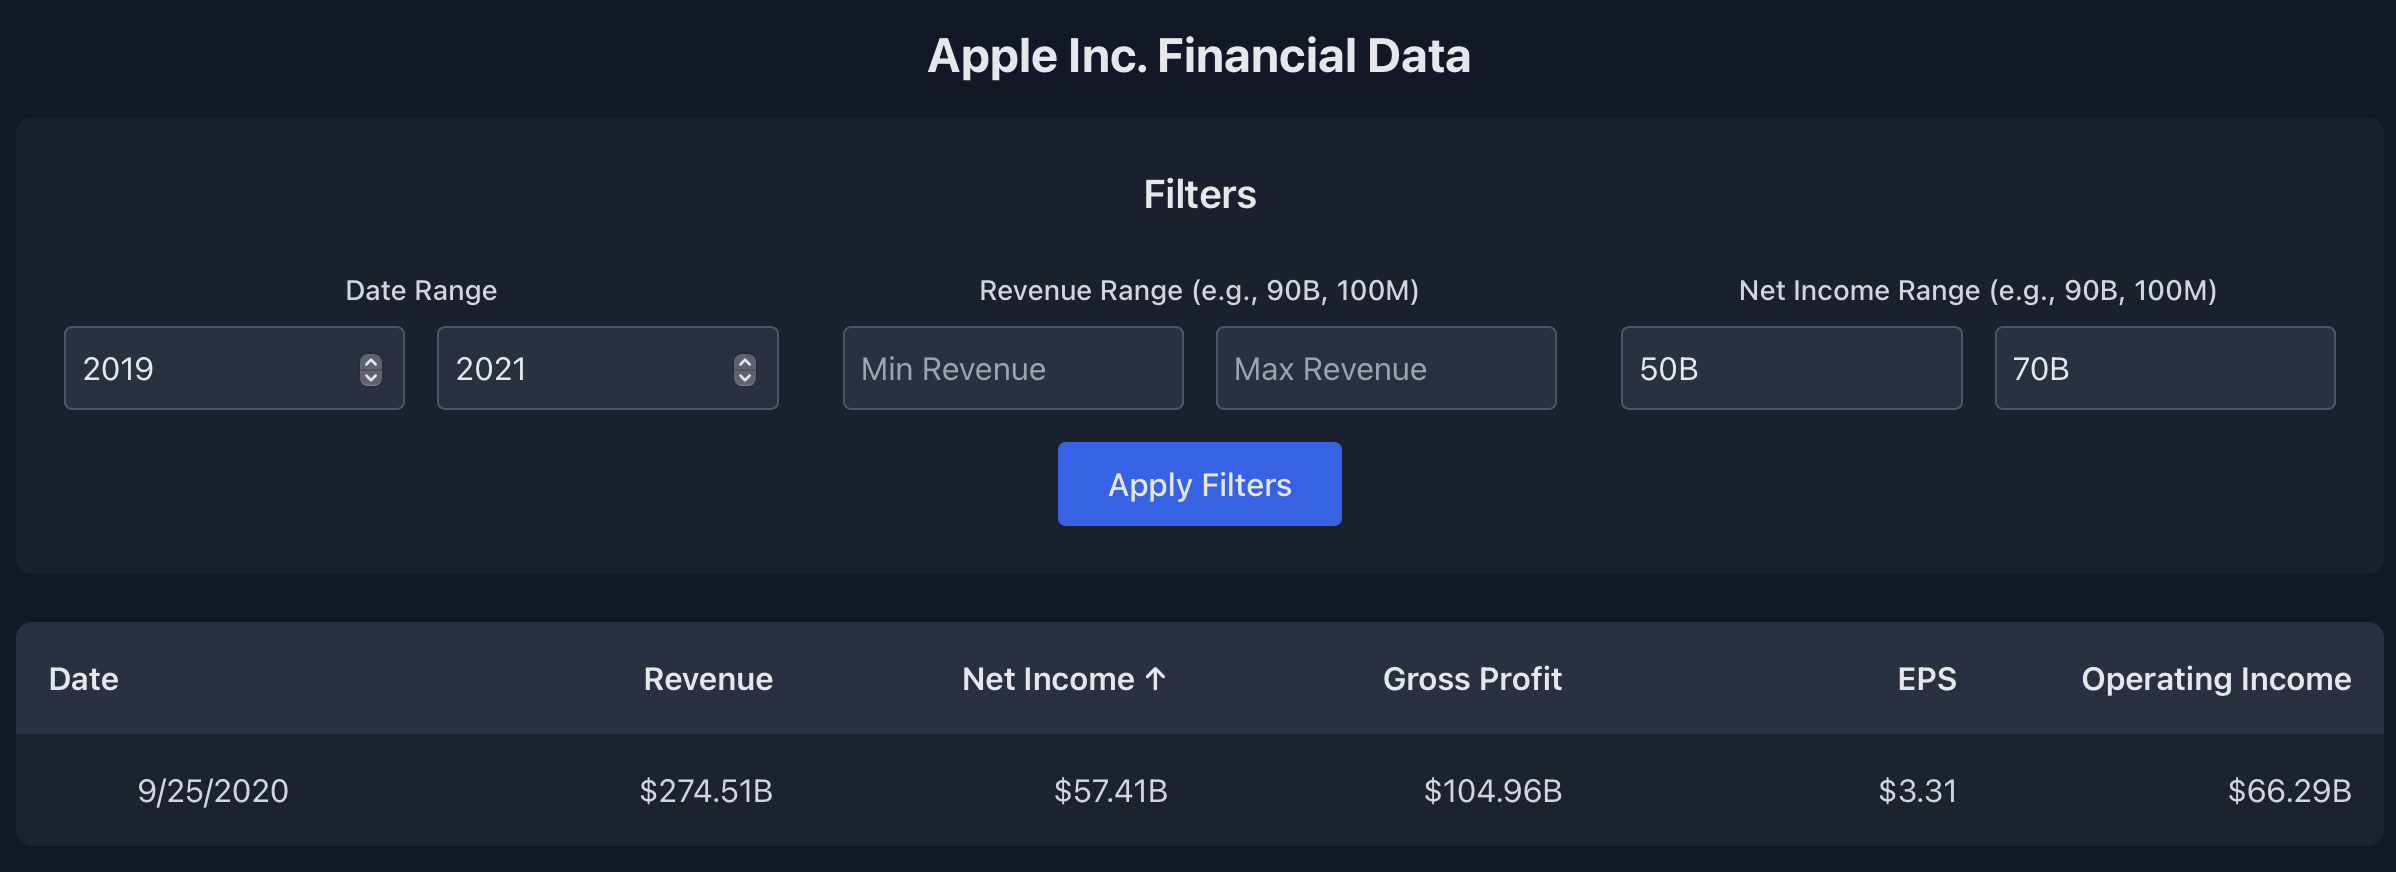 Apple Inc. Financial Data
Filters
Date Range
2019 2021
Revenue Range (e.g., 90B, 100M)
Min Revenue Max Revenue
Net Income Range (e.g., 90B, 100M)
50B 70B
Apply Filters
Date Revenue Net Income ↑ Gross Profit EPS Operating Income
9/25/2020 $274.51B $57.41B $104.96B $3.31 $66.29B